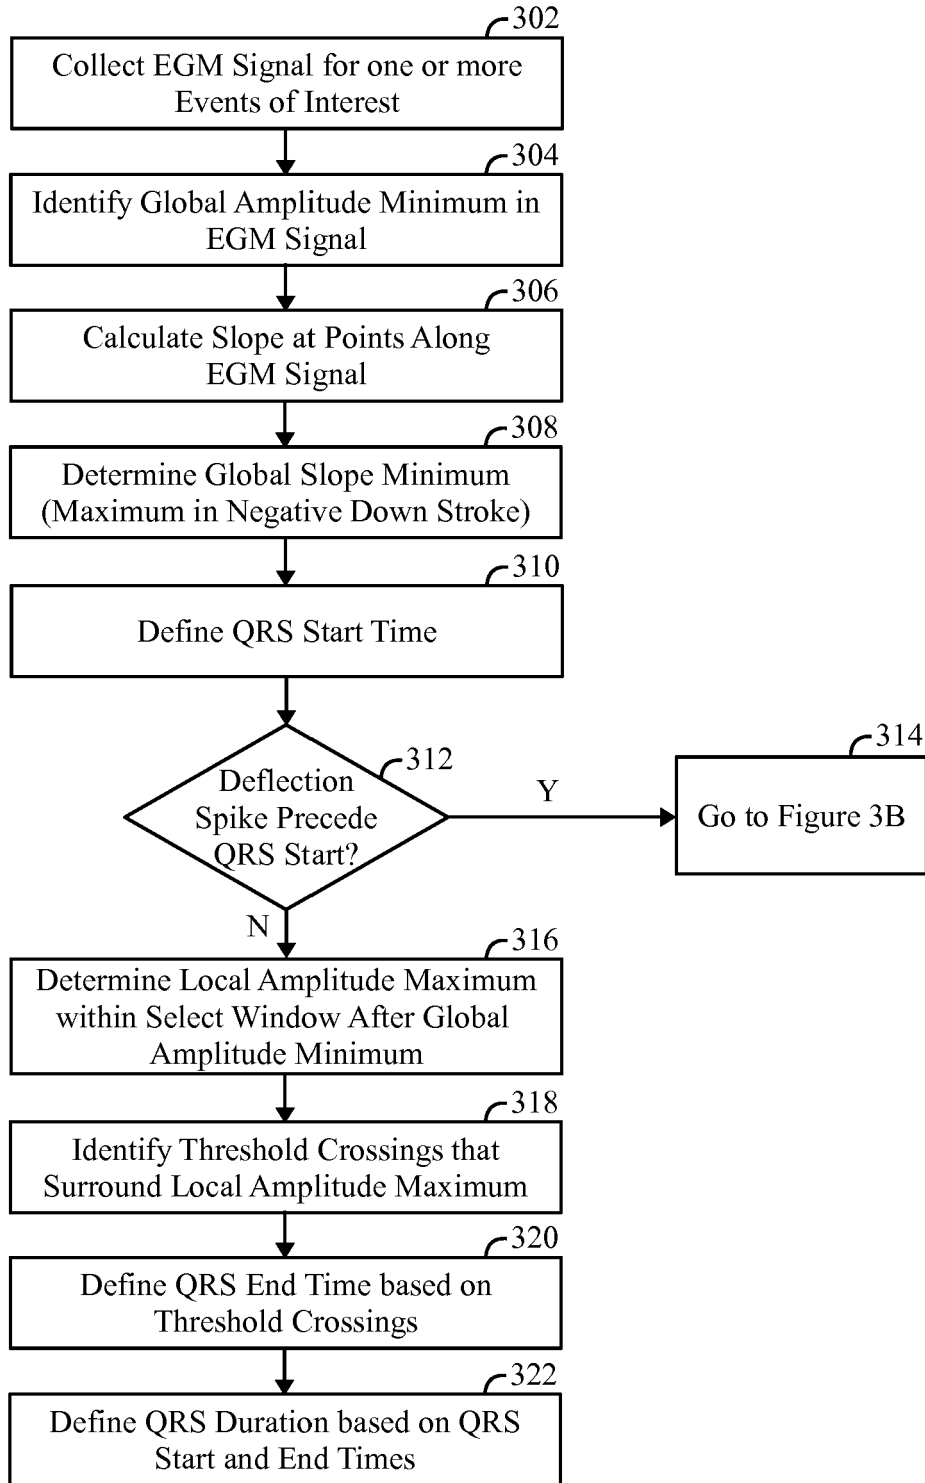 302
Collect EGM Signal for one or more
Events of Interest
304
Identify Global Amplitude Minimum in
EGM Signal
306
Calculate Slope at Points Along
EGM Signal
308
Determine Global Slope Minimum
(Maximum in Negative Down Stroke)
310
Define QRS Start Time
312
Deflection
Spike Precede
QRS Start?
Y
314
Go to Figure 3B
N
316
Determine Local Amplitude Maximum
within Select Window After Global
Amplitude Minimum
318
Identify Threshold Crossings that
Surround Local Amplitude Maximum
320
Define QRS End Time based on
Threshold Crossings
322
Define QRS Duration based on QRS
Start and End Times